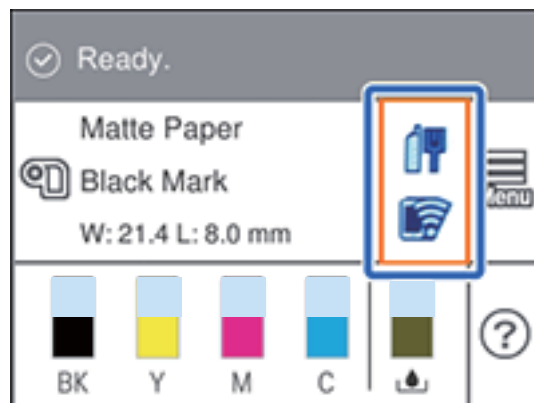 Ready.
Matte Paper
Black Mark
W: 21.4 L: 8.0 mm
Menu
BK Y M C
?